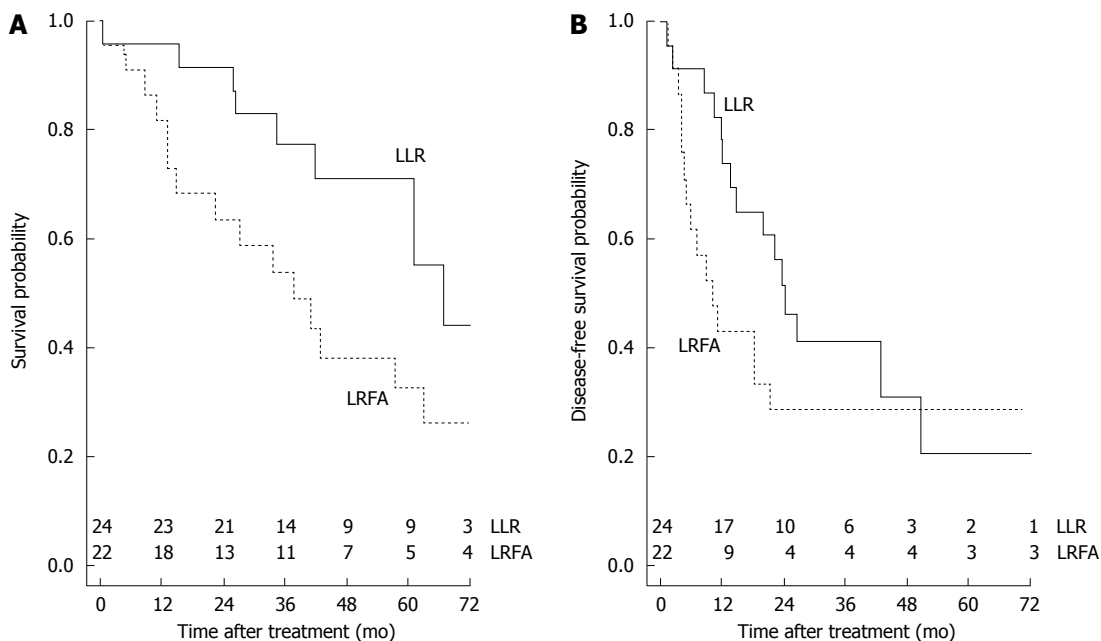 A
Survival probability
1.0
0.8
0.6
0.4
0.2
0.0
LLR
LRFA
24 23 21 14 9 9 3 LLR
22 18 13 11 7 5 4 LRFA
0 12 24 36 48 60 72
Time after treatment (mo)
B
Disease-free survival probability
1.0
0.8
0.6
0.4
0.2
0.0
LLR
LRFA
24 17 10 6 3 2 1 LLR
22 9 4 4 4 3 3 LRFA
0 12 24 36 48 60 72
Time after treatment (mo)